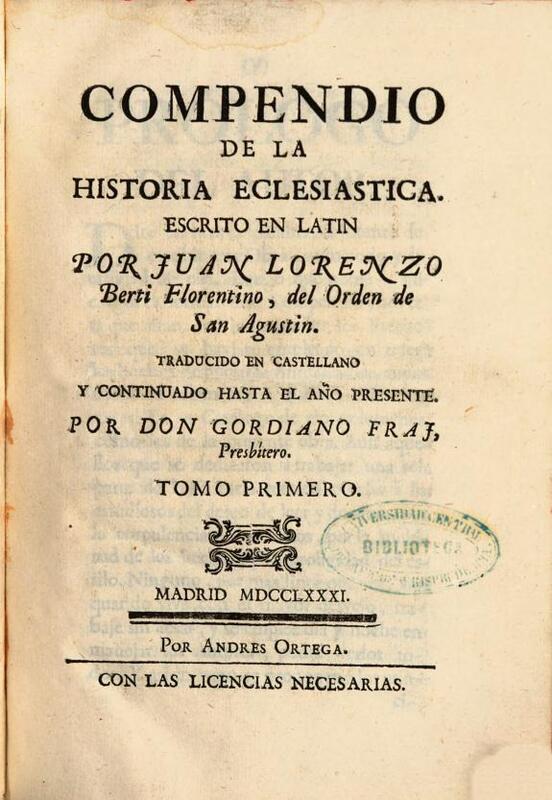 COMPENDIO
DE LA
HISTORIA ECLESIASTICA.
ESCRITO EN LATIN
POR JUAN LORENZO
Berti Florentino, del Orden de
San Agustin.
TRADUCIDO EN CASTELLANO
Y CONTINUADO HASTA EL AÑO PRESENTE.
POR DON GORDIANO FRAJ,
Presbítero.
TOMO PRIMERO.
BIBLIOTECA
MADRID MDCCLXXXI.
POR ANDRES ORTEGA.
CON LAS LICENCIAS NECESARIAS.